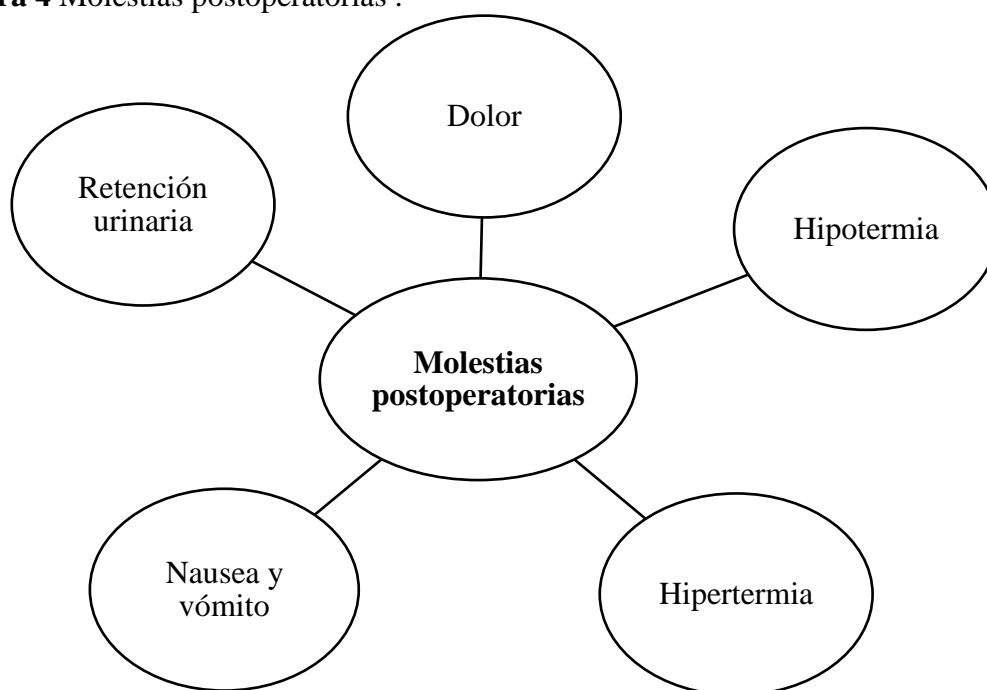 ra 4 Molestias postoperatorias .
Dolor
Retención
urinaria
Hipotermia
Molestias
postoperatorias
Nausea y
vómito
Hipertermia